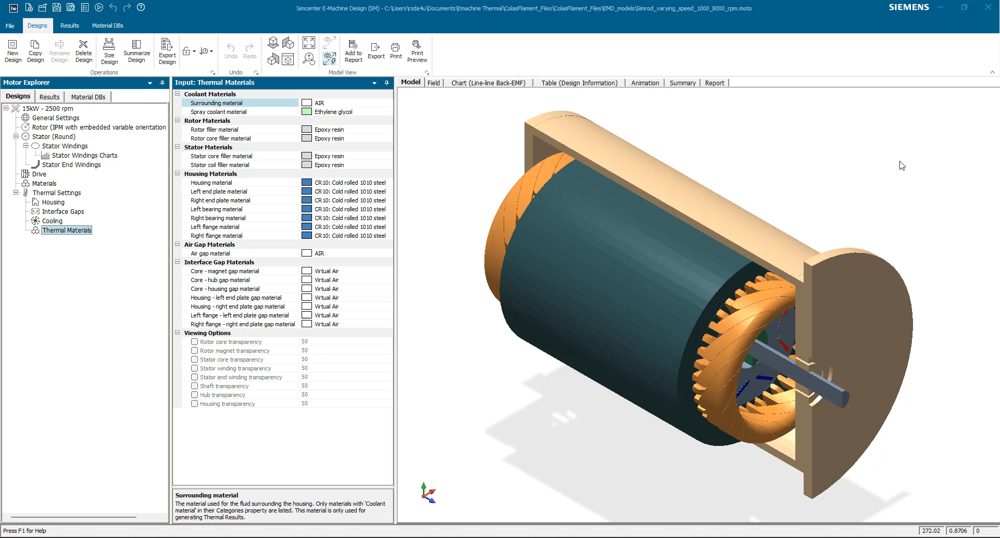 Simcenter E-Machine Design (SM) - C:\Users\rsda4u\Documents\Emachine Thermal\ColasFlament_Files\ColasFlament_Files\EMD_models\Simrod_varying_speed_1000_8000_rpm.moto
SIEMENS
File Designs Results Material DBs
New Design
Copy Design
Rename Design
Delete Design
Size Design
Summarize Design
Export Design
Undo
Redo
Add to Report
Export
Print
Print Preview
Operations
Undo
Model View
Motor Explorer
Designs Results Material DBs
15kW - 2500 rpm
General Settings
Rotor (IPM with embedded variable orientation
Stator (Round)
Stator Windings
Stator Windings Charts
Stator End Windings
Drive
Materials
Thermal Settings
Housing
Interface Gaps
Cooling
Thermal Materials
Input: Thermal Materials
Coolant Materials
Surrounding material AIR
Spray coolant material Ethylene glycol
Rotor Materials
Rotor filler material Epoxy resin
Rotor core filler material Epoxy resin
Stator Materials
Stator core filler material Epoxy resin
Stator coil filler material Epoxy resin
Housing Materials
Housing material CR10: Cold rolled 1010 steel
Left end plate material CR10: Cold rolled 1010 steel
Right end plate material CR10: Cold rolled 1010 steel
Left bearing material CR10: Cold rolled 1010 steel
Right bearing material CR10: Cold rolled 1010 steel
Left flange material CR10: Cold rolled 1010 steel
Right flange material CR10: Cold rolled 1010 steel
Air Gap Materials
Air gap material AIR
Interface Gap Materials
Core - magnet gap material Virtual Air
Core - hub gap material Virtual Air
Core - housing gap material Virtual Air
Housing - left end plate gap material Virtual Air
Housing - right end plate gap material Virtual Air
Left flange - left end plate gap material Virtual Air
Right flange - right end plate gap material Virtual Air
Viewing Options
Rotor core transparency 50
Rotor magnet transparency 50
Stator core transparency 50
Stator winding transparency 50
Stator end winding transparency 50
Shaft transparency 50
Hub transparency 50
Housing transparency 50
Surrounding material
The material used for the fluid surrounding the housing. Only materials with 'Coolant
material' in their Categories property are listed. This material is only used for
generating Thermal Results.
Model Field Chart (Line-line Back-EMF) Table (Design Information) Animation Summary Report
Press F1 for Help
272.02 0.8706 0